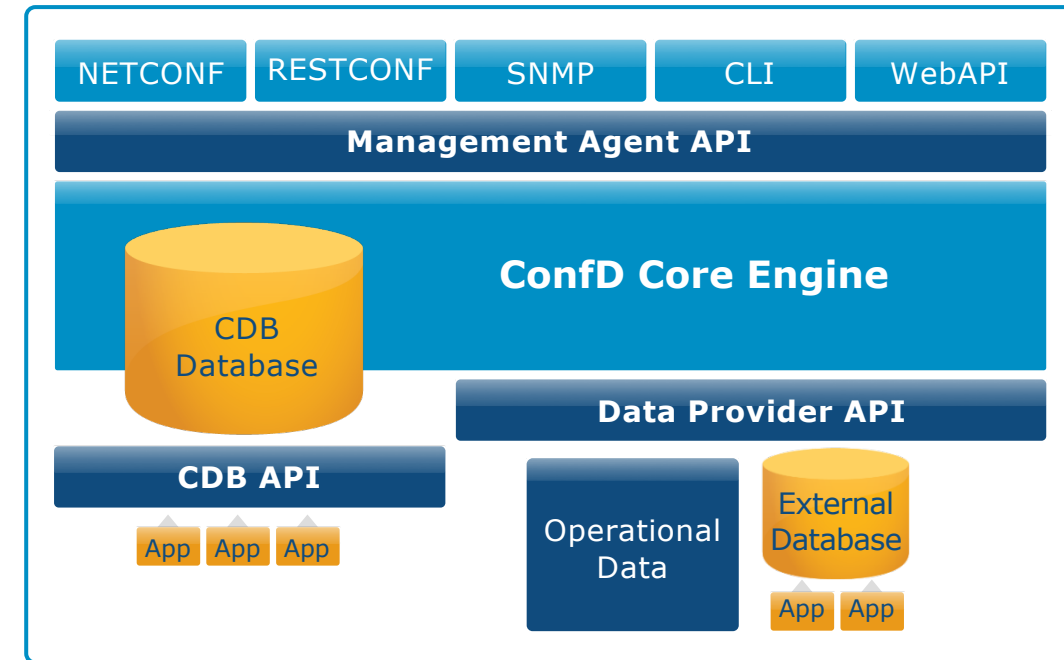 NETCONF
RESTCONF
SNMP
CLI
WebAPI
Management Agent API
ConfD Core Engine
CDB
Database
Data Provider API
CDB API
App
App
App
Operational
Data
External
Database
App
App